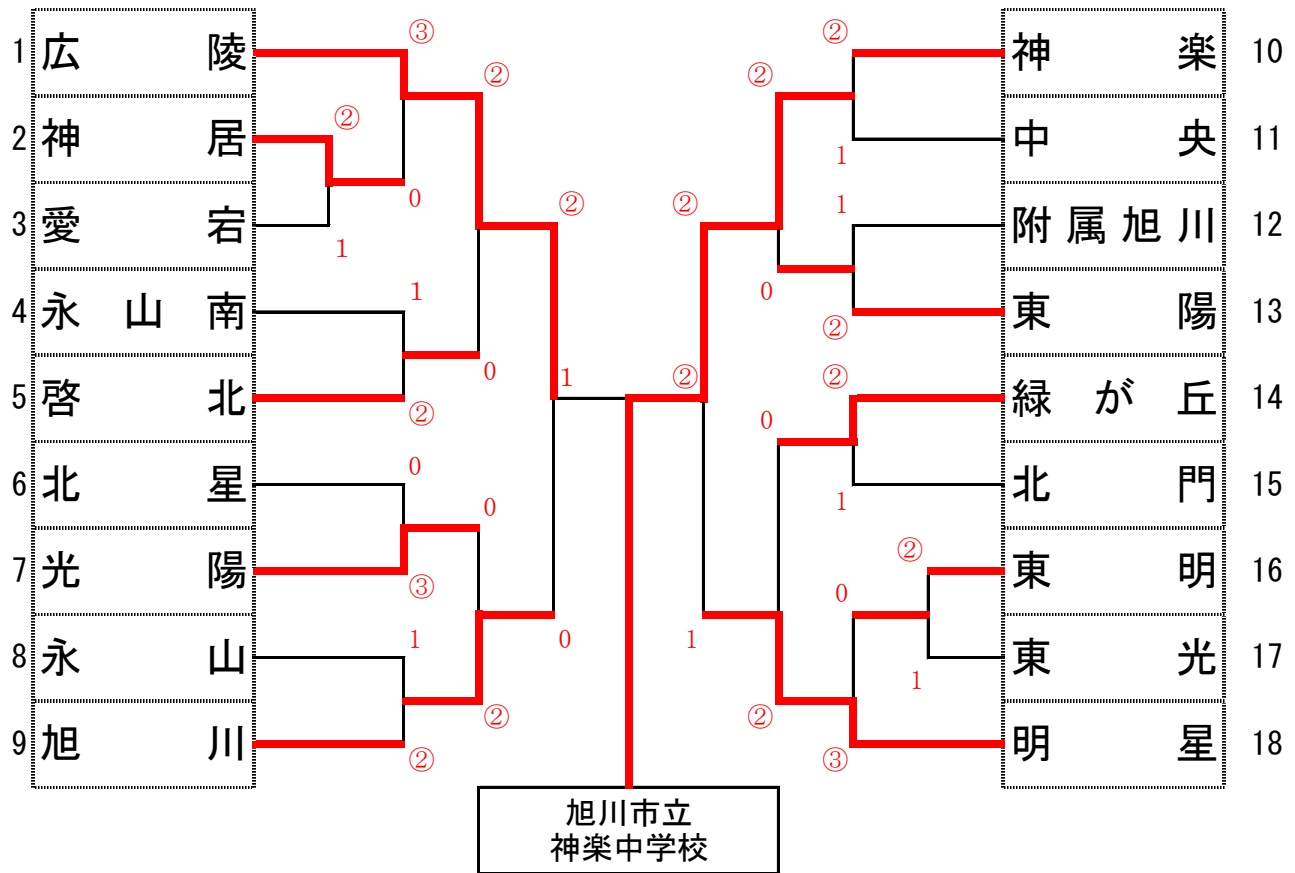 1 広陵
2 神居
3 愛宕
4 永山南
5 啓北
6 北星
7 光陽
8 永山
9 旭川
③
②
②
0
1
②
1
②
0
0
0
③
1
②
②
1
0
②
②
1
1
②
0
②
②
1
0
②
1
0
③
②
1
②
神楽 10
中央 11
附属旭川 12
東陽 13
緑が丘 14
北門 15
東明 16
東光 17
明星 18
旭川市立
神楽中学校